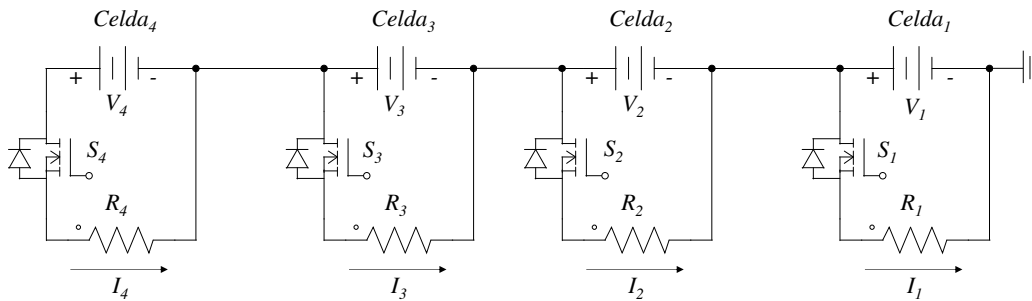 Celda4 Celda3 Celda2 Celda1
+ - + - + - + -
V4 V3 V2 V1
S4 S3 S2 S1
R4 R3 R2 R1
I4 I3 I2 I1